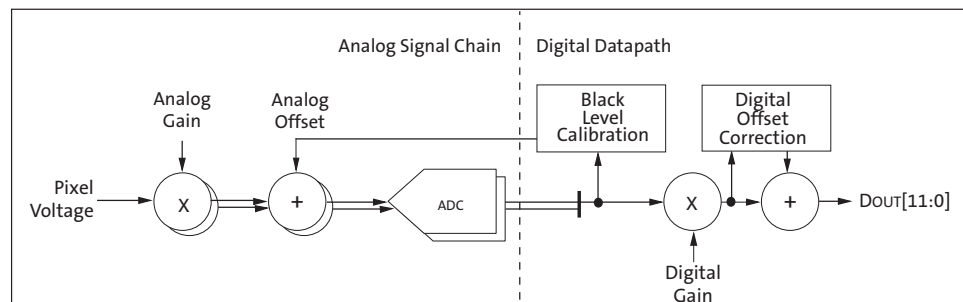 Analog Signal Chain
Digital Datapath
Analog
Gain
Analog
Offset
Black
Level
Calibration
Digital
Offset
Correction
Pixel
Voltage
X
+
ADC
X
+
DOUT[11:0]
Digital
Gain